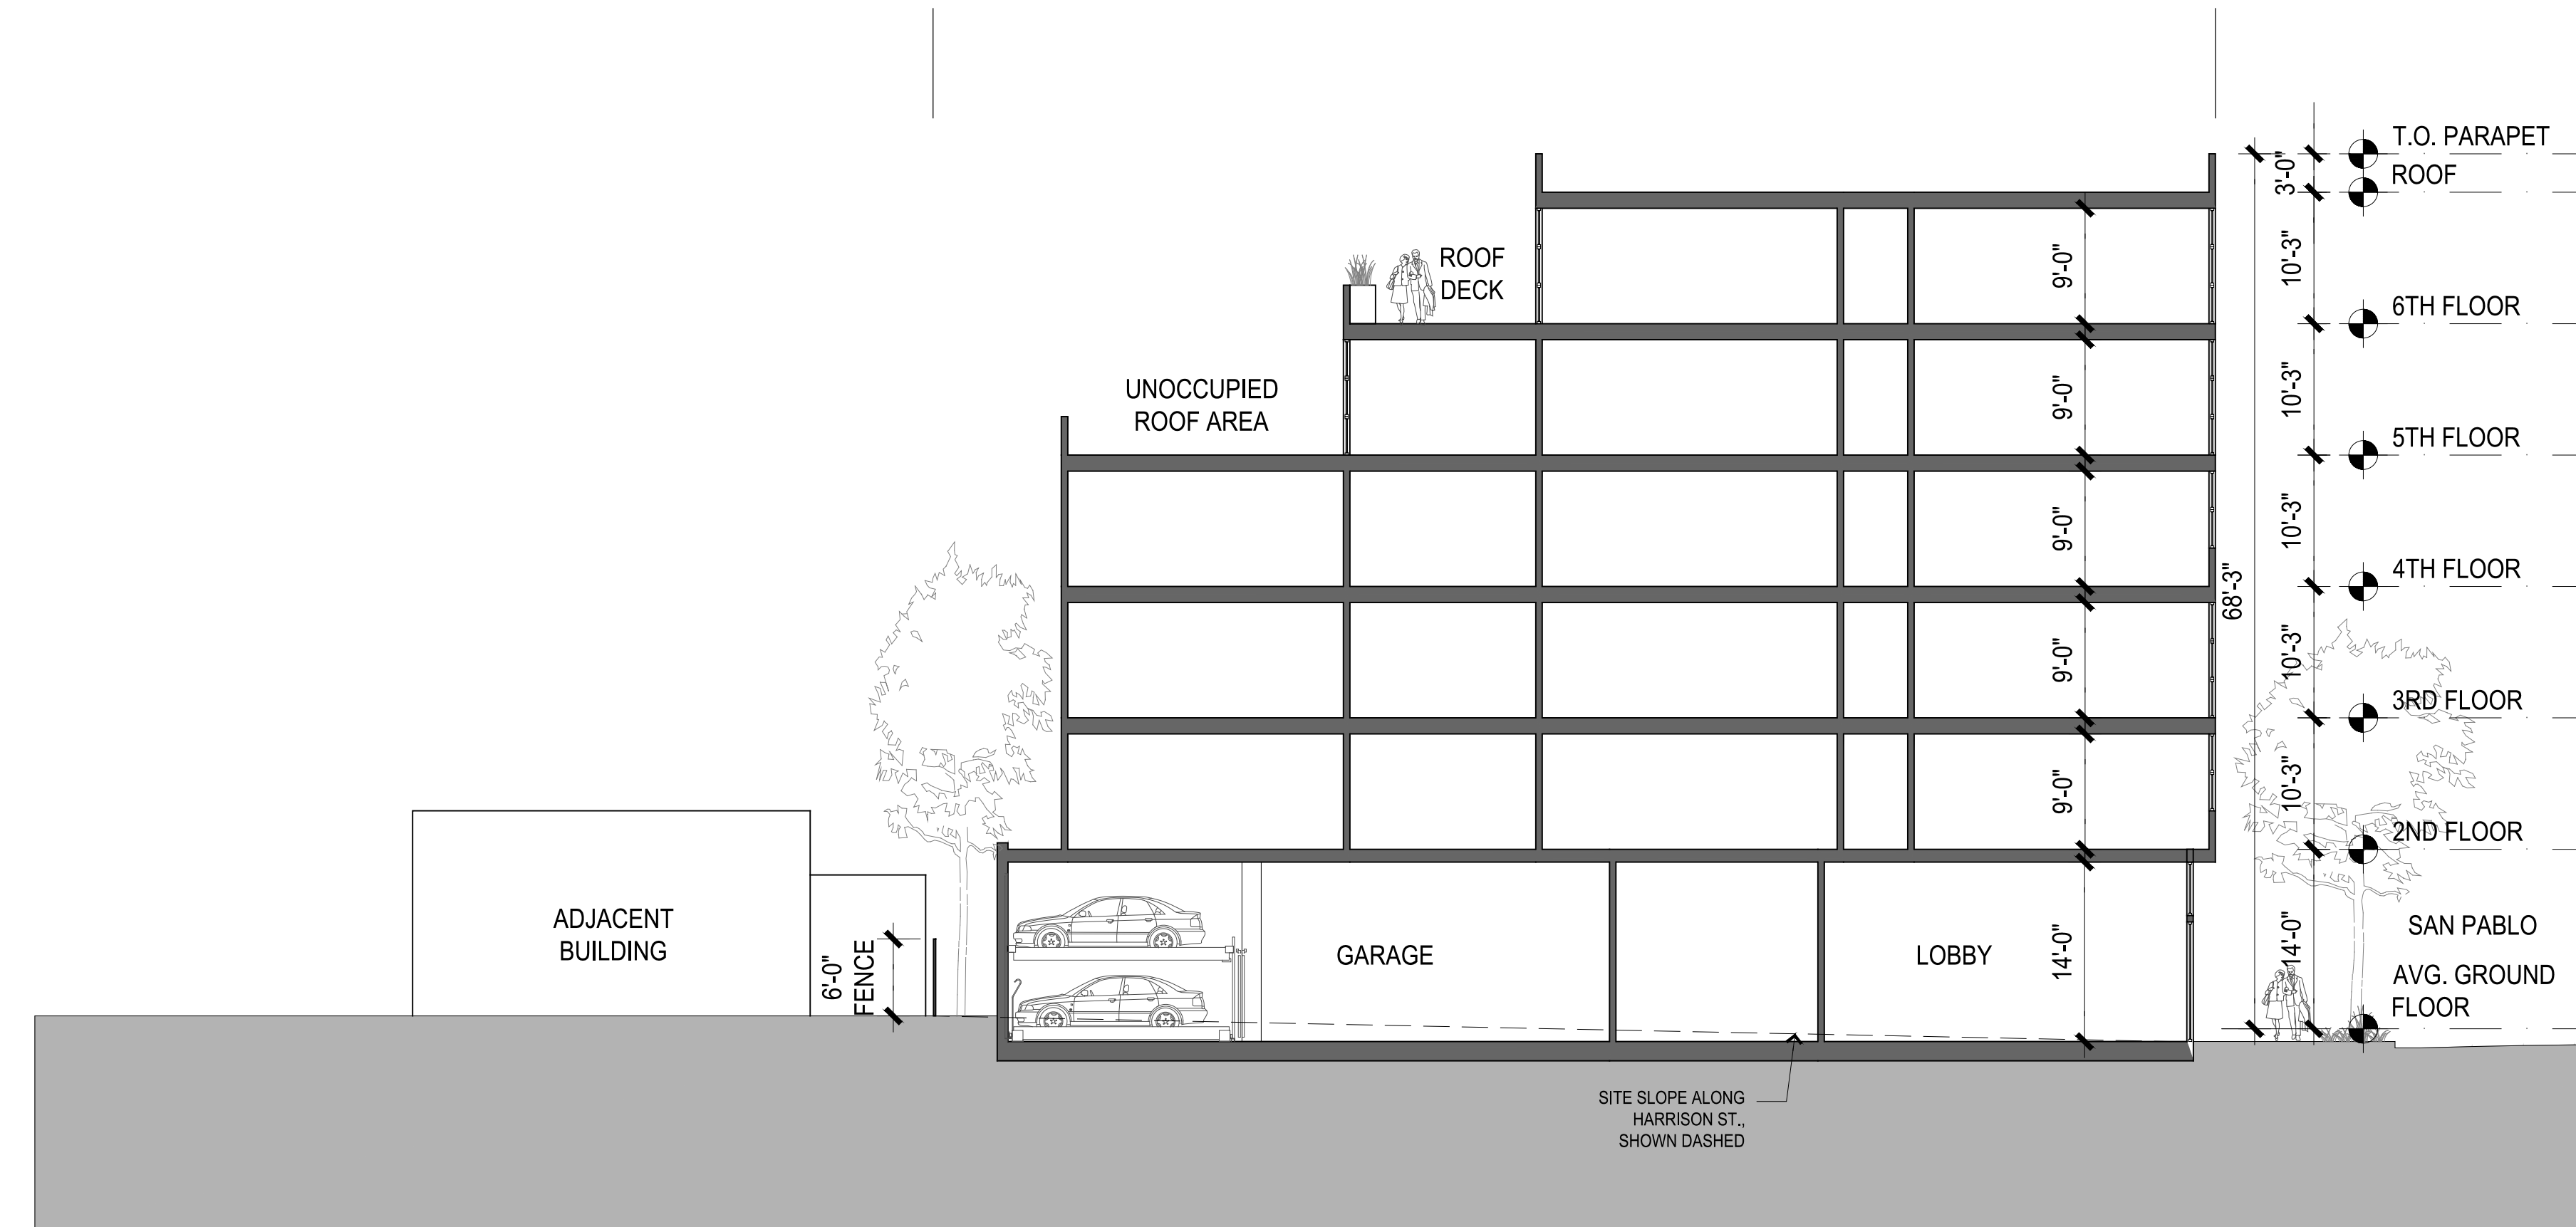 T.O. PARAPET
3'-0"
ROOF
10'-3"
9'-0"
ROOF
DECK
6TH FLOOR
10'-3"
9'-0"
UNOCCUPIED
ROOF AREA
5TH FLOOR
10'-3"
9'-0"
4TH FLOOR
68'-3"
10'-3"
9'-0"
3RD FLOOR
10'-3"
9'-0"
2ND FLOOR
ADJACENT
BUILDING
6'-0"
FENCE
GARAGE
LOBBY
14'-0"
14'-0"
SAN PABLO
AVG. GROUND
FLOOR
SITE SLOPE ALONG
HARRISON ST.,
SHOWN DASHED